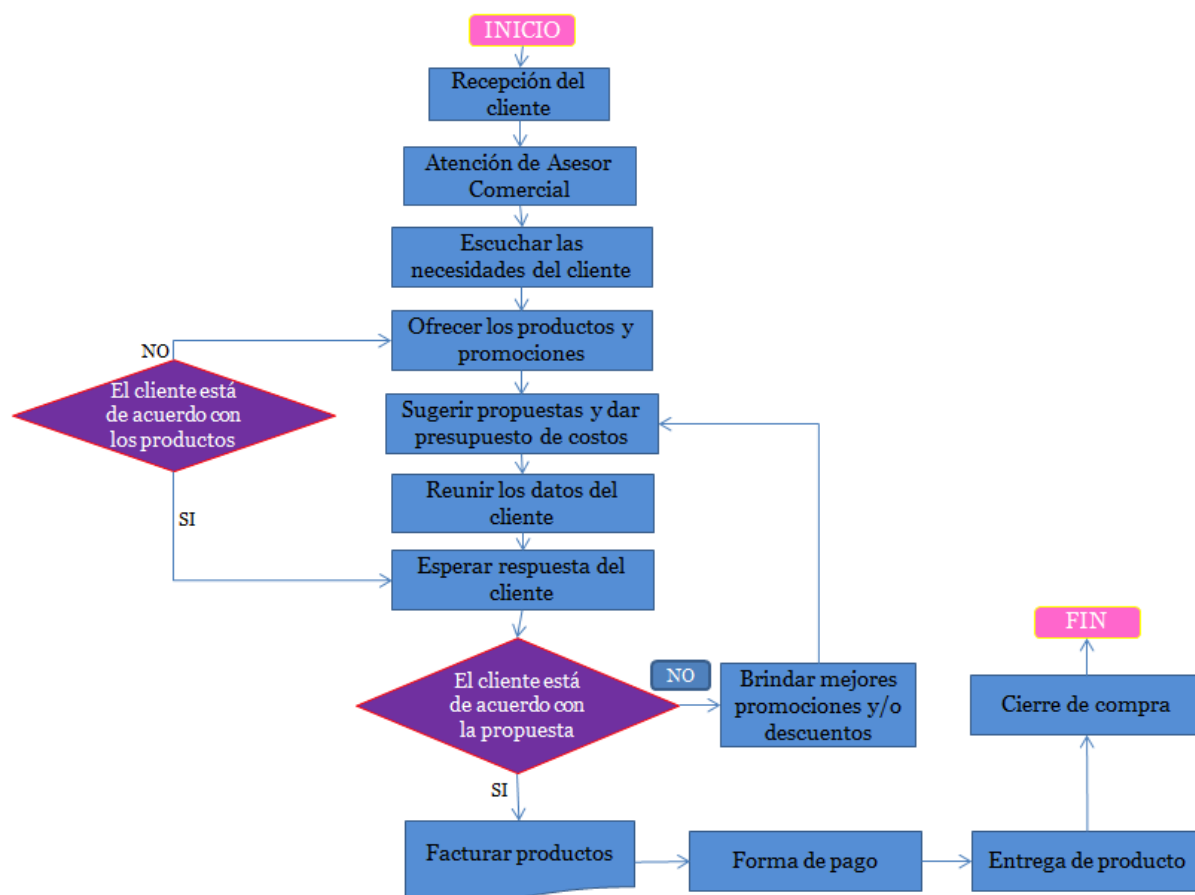 INICIO
Recepción del
cliente
Atención de Asesor
Comercial
Escuchar las
necesidades del cliente
Ofrecer los productos y
promociones
NO
El cliente está
de acuerdo con
los productos
SI
Sugerir propuestas y dar
presupuesto de costos
Reunir los datos del
cliente
Esperar respuesta del
cliente
El cliente está
de acuerdo con
la propuesta
NO
Brindar mejores
promociones y/o
descuentos
SI
Facturar productos
Forma de pago
Entrega de producto
Cierre de compra
FIN